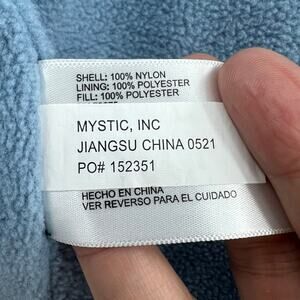 SHELL: 100% NYLON
LINING: 100% POLYESTER
FILL: 100% POLYESTER
MYSTIC, INC
JIANGSU CHINA 0521
PO# 152351
HECHO EN CHINA
VER REVERSO PARA EL CUIDADO